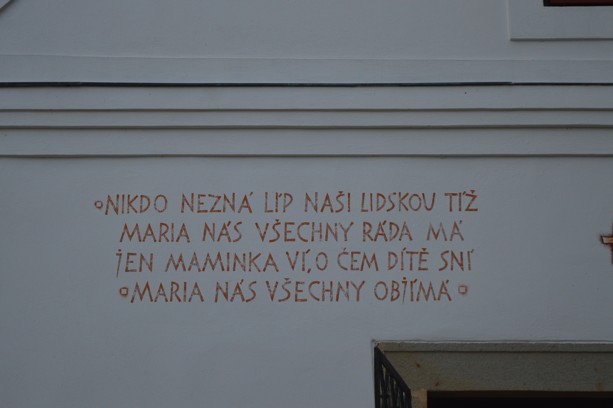 NIKDO NEZNÁ LÍP NAŠI LIDSKOU TÍŽ
MARIA NÁS VŠECHNY RÁDA MÁ
JEN MAMINKA VÍ, O ČEM DÍTĚ SNÍ
MARIA NÁS VŠECHNY OBJÍMÁ